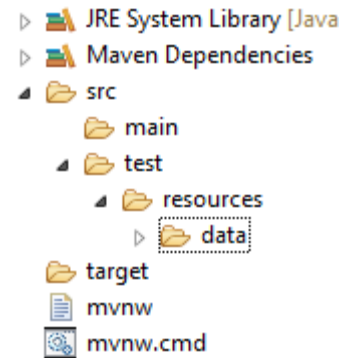 JRE System Library [Java
Maven Dependencies
src
main
test
resources
data
target
mvnw
mvnw.cmd